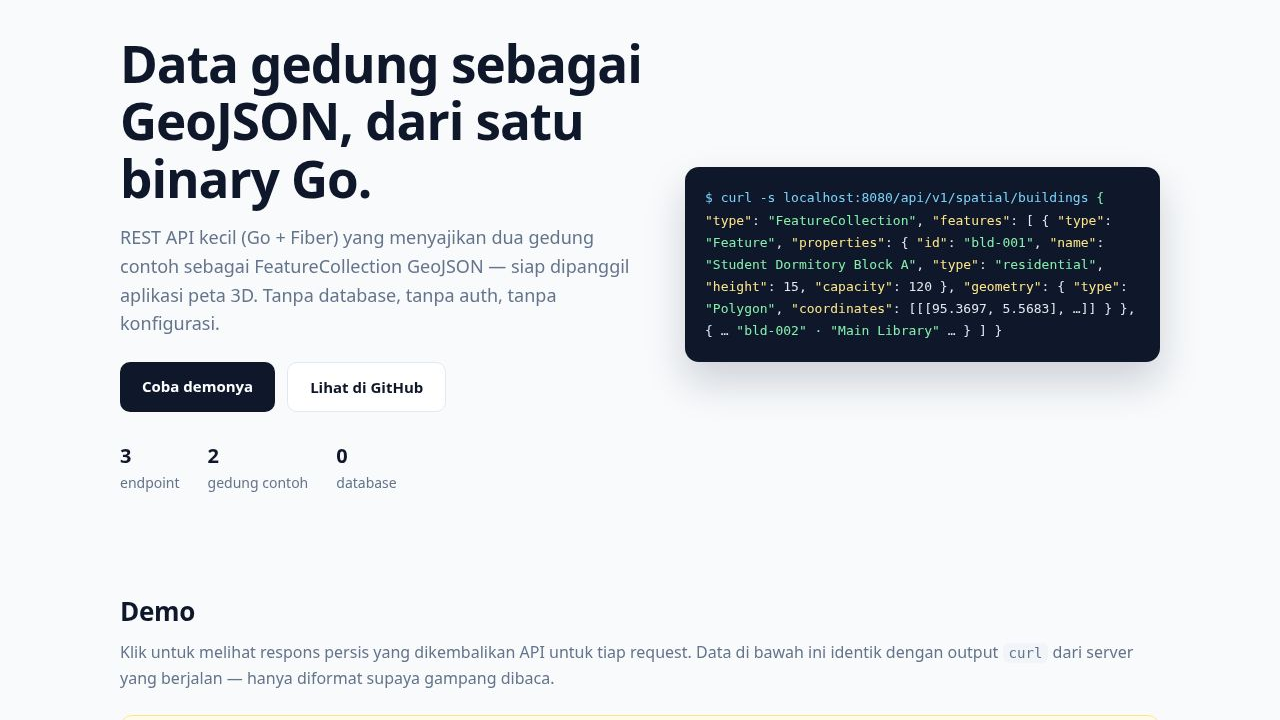 Data gedung sebagai
GeoJSON, dari satu
binary Go.
REST API kecil (Go + Fiber) yang menyajikan dua gedung
contoh sebagai FeatureCollection GeoJSON — siap dipanggil
aplikasi peta 3D. Tanpa database, tanpa auth, tanpa
konfigurasi.
Coba demonya
Lihat di GitHub
3
endpoint
2
gedung contoh
0
database
$ curl -s localhost:8080/api/v1/spatial/buildings {
"type": "FeatureCollection", "features": [ { "type":
"Feature", "properties": { "id": "bld-001", "name":
"Student Dormitory Block A", "type": "residential",
"height": 15, "capacity": 120 }, "geometry": { "type":
"Polygon", "coordinates": [[[95.3697, 5.5683], …]] } },
{ … "bld-002" · "Main Library" … } ] }
Demo
Klik untuk melihat respons persis yang dikembalikan API untuk tiap request. Data di bawah ini identik dengan output curl dari server
yang berjalan — hanya diformat supaya gampang dibaca.